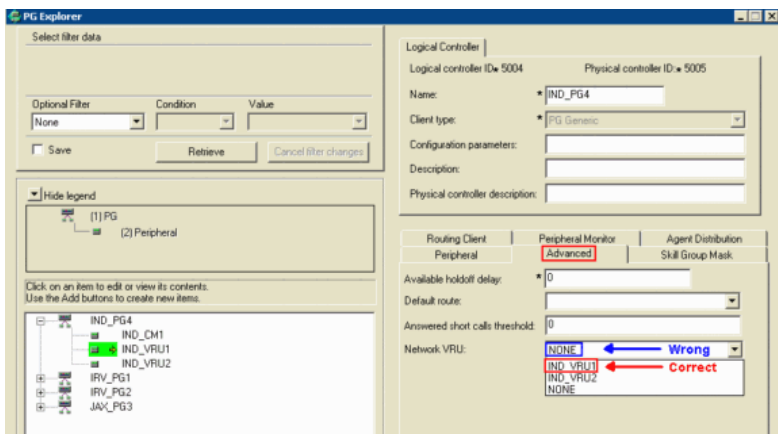 PG Explorer
Select filter data
Optional Filter Condition Value
None
Save Retrieve Cancel filter changes
Hide legend
(1) PG
(2) Peripheral
Click on an item to edit or view its contents.
Use the Add buttons to create new items.
IND_PG4
IND_CM1
IND_VRU1
IND_VRU2
IRV_PG1
IRV_PG2
JAX_PG3
Logical Controller
Logical controller ID= 5004 Physical controller ID:= 5005
Name: * IND_PG4
Client type: * PG Generic
Configuration parameters:
Description:
Physical controller description:
Routing Client Peripheral Monitor Agent Distribution
Peripheral Advanced Skill Group Mask
Available holdoff delay: * 0
Default route:
Answered short calls threshold: 0
Network VRU: NONE Wrong
IND_VRU1 Correct
IND_VRU2
NONE